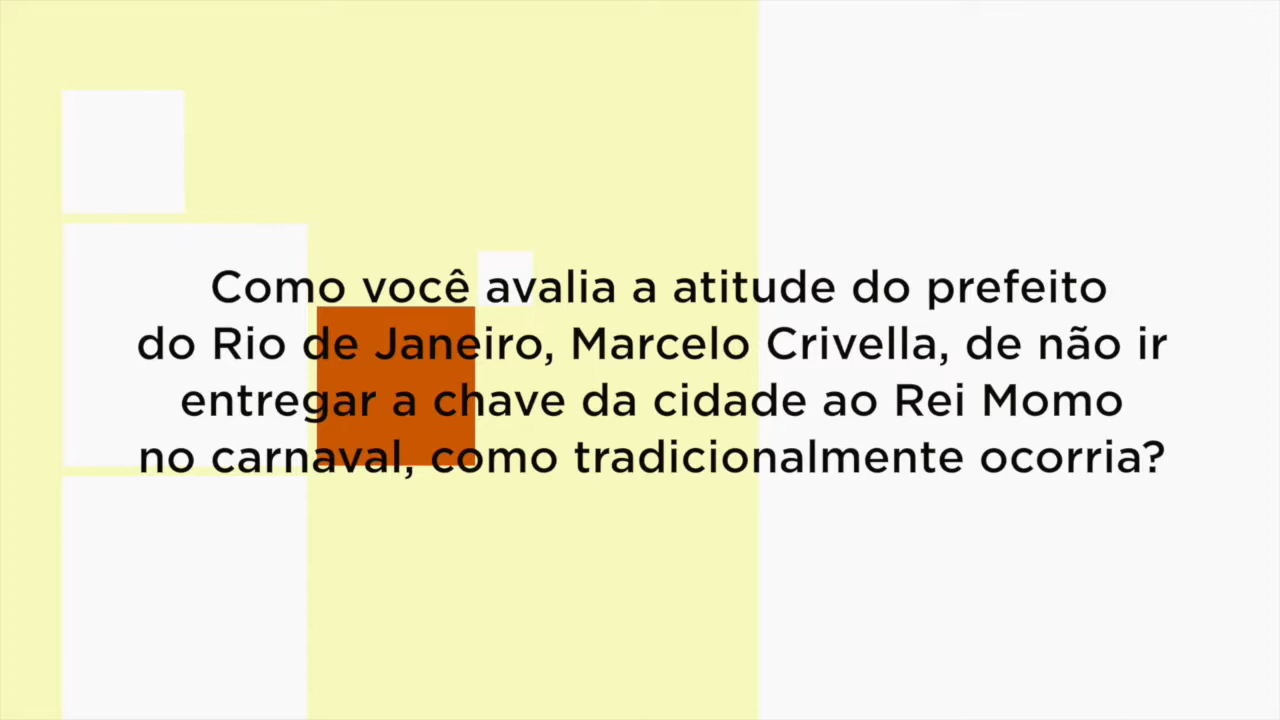 Como você avalia a atitude do prefeito
do Rio de Janeiro, Marcelo Crivella, de não ir
entregar a chave da cidade ao Rei Momo
no carnaval, como tradicionalmente ocorria?